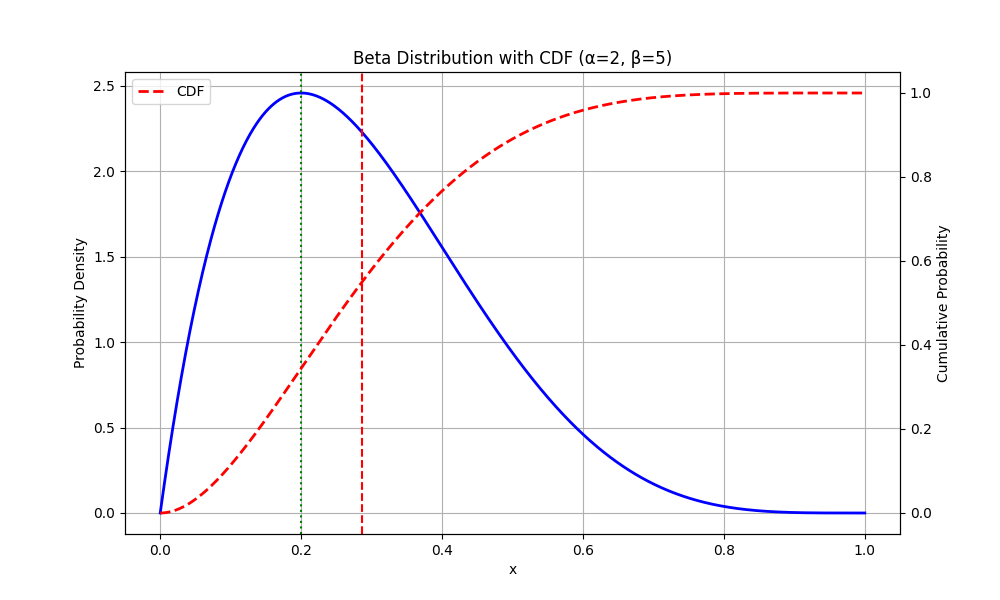 Beta Distribution with CDF (α=2, β=5)
CDF
Probability Density
2.5
2.0
1.5
1.0
0.5
0.0
1.0
0.8
0.6
0.4
0.2
0.0
Cumulative Probability
0.0 0.2 0.4 0.6 0.8 1.0
x